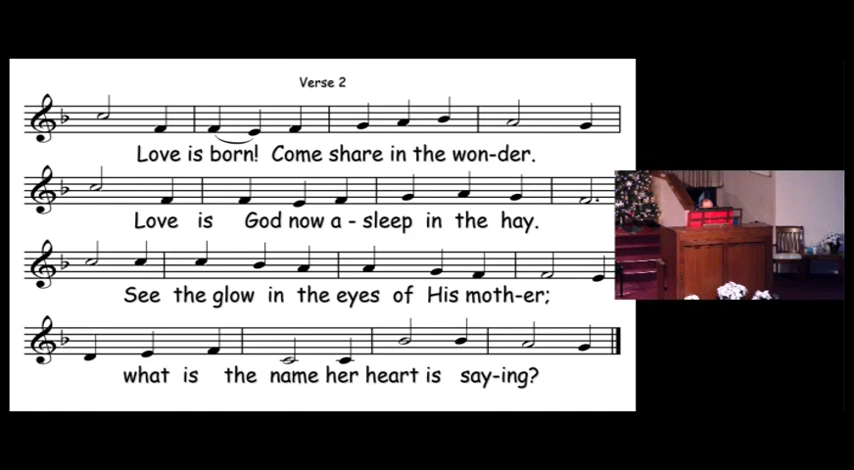 Verse 2
Love is born! Come share in the won-der.
Love is God now a - sleep in the hay.
See the glow in the eyes of His moth-er;
what is the name her heart is say-ing?